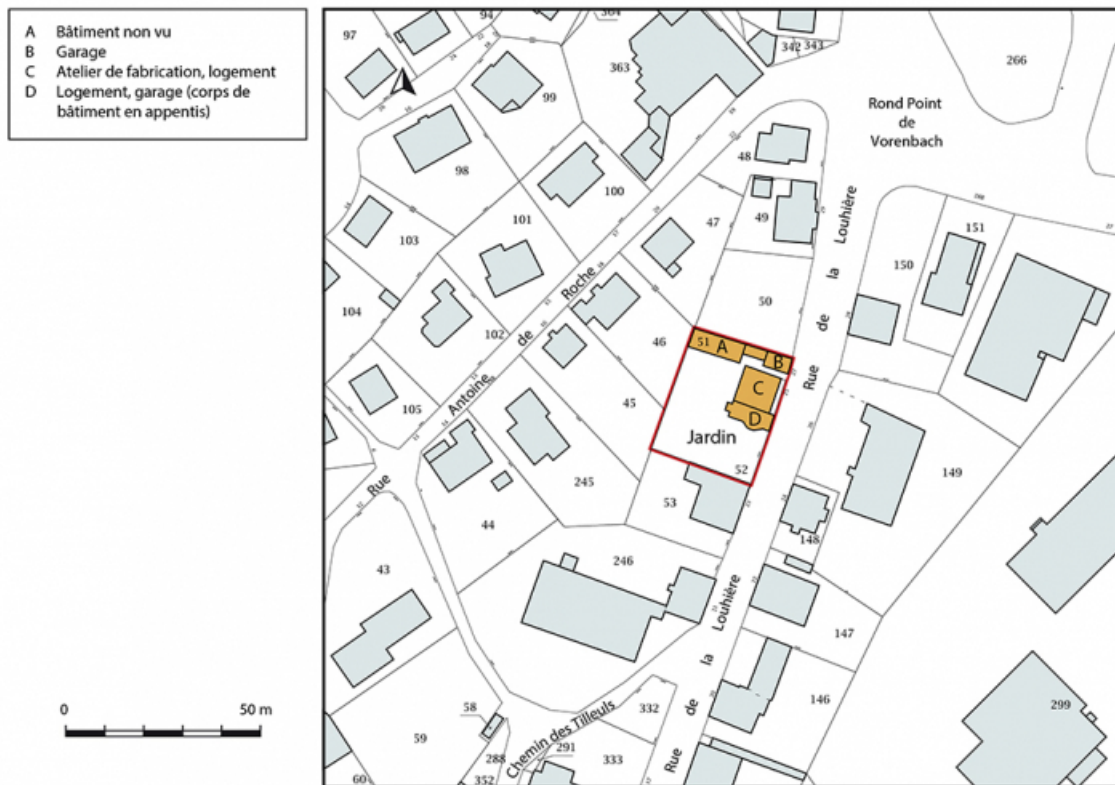 A Bâtiment non vu
B Garage
C Atelier de fabrication, logement
D Logement, garage (corps de
bâtiment en appentis)
0 50 m
97
94
364
342
343
266
363
99
Rond Point
de
Vorenbach
98
48
100
101
47
49
151
103
150
50
104
102
46
51
A
B
C
D
105
45
Jardin
52
149
245
53
44
148
43
246
147
146
58
332
299
59
291
288
333
352
60
Rue Antoine de Roche
Rue de la Louhière
Rue de la Louhière
Chemin des Tilleuls